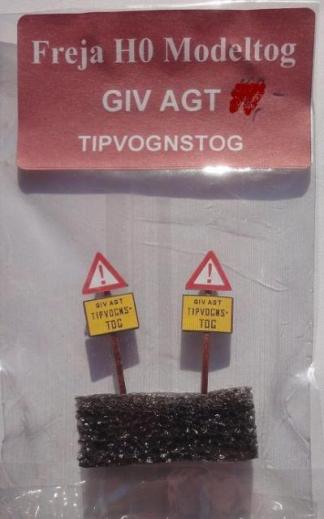 Freja H0 Modeltog
GIV AGT
TIPVOGNSTOG
GIV AGT
TIPVOGNS-
TOG
GIV AGT
TIPVOGNS-
TOG